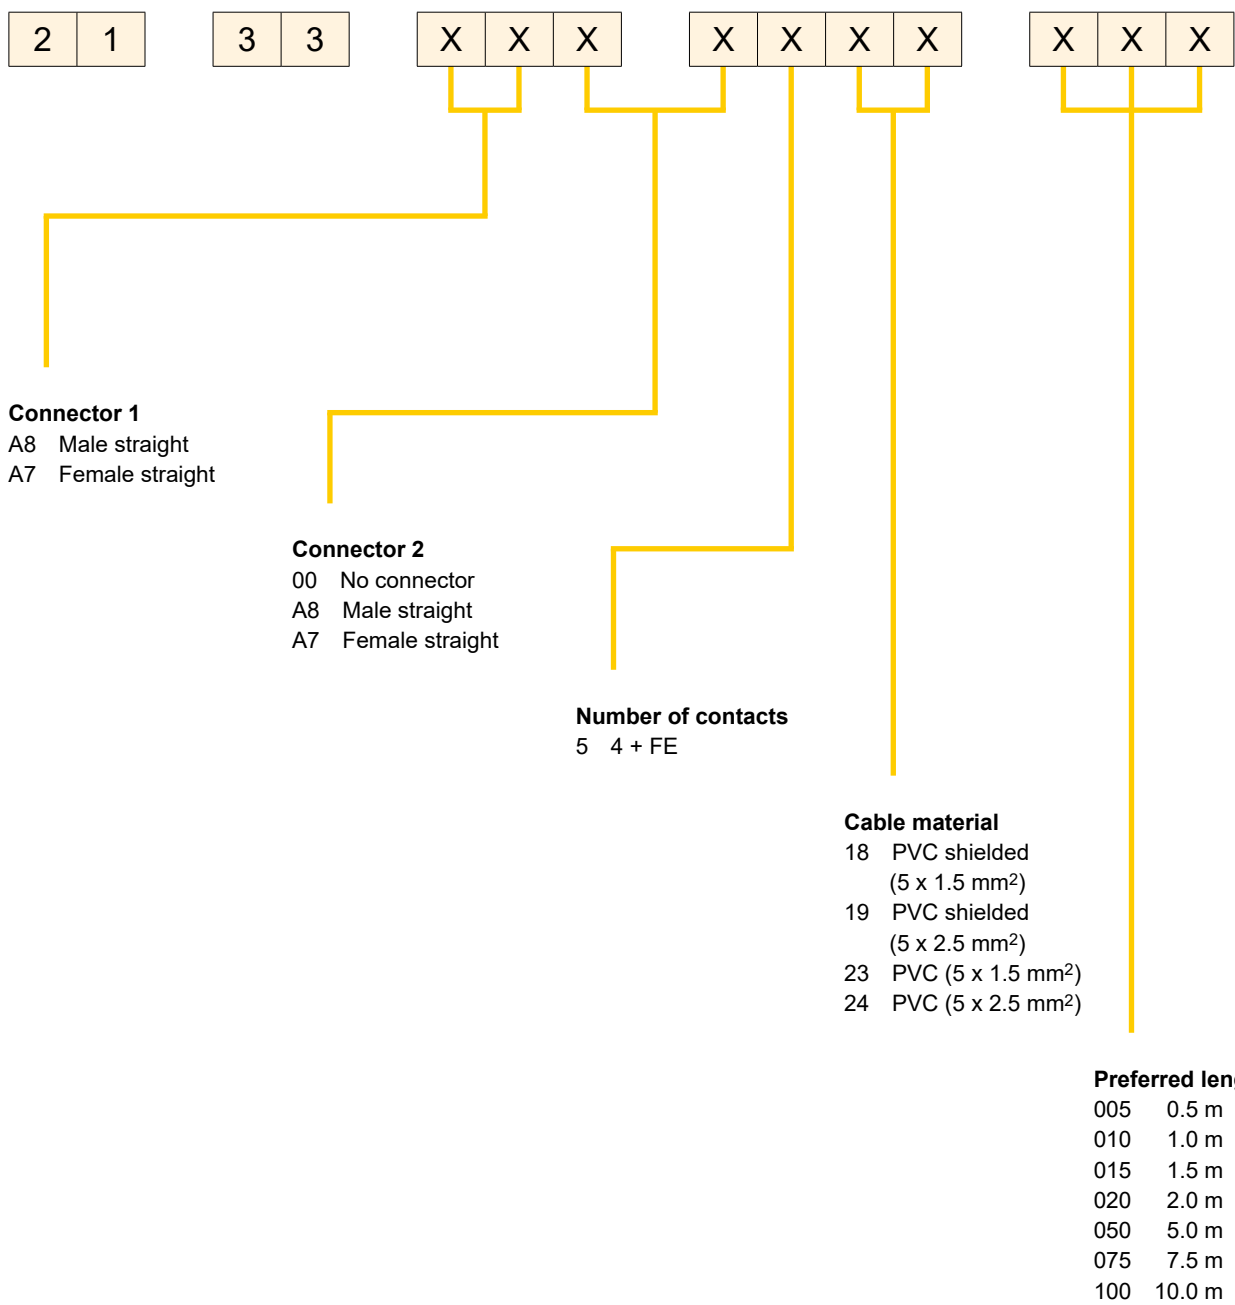 2 1 3 3 X X X X X X X X X X
Connector 1
A8 Male straight
A7 Female straight
Connector 2
00 No connector
A8 Male straight
A7 Female straight
Number of contacts
5 4 + FE
Cable material
18 PVC shielded
(5 x 1.5 mm²)
19 PVC shielded
(5 x 2.5 mm²)
23 PVC (5 x 1.5 mm²)
24 PVC (5 x 2.5 mm²)
Preferred
005 0.5 m
010 1.0 m
015 1.5 m
020 2.0 m
050 5.0 m
075 7.5 m
100 10.0 m